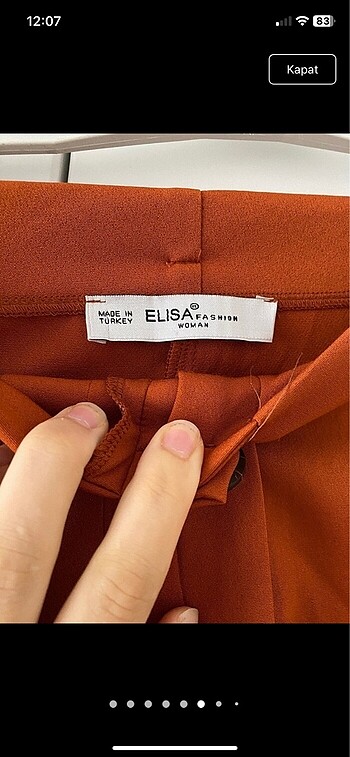 12:07
83
Kapat
MADE IN
TURKEY
ELISA® FASHION
WOMAN